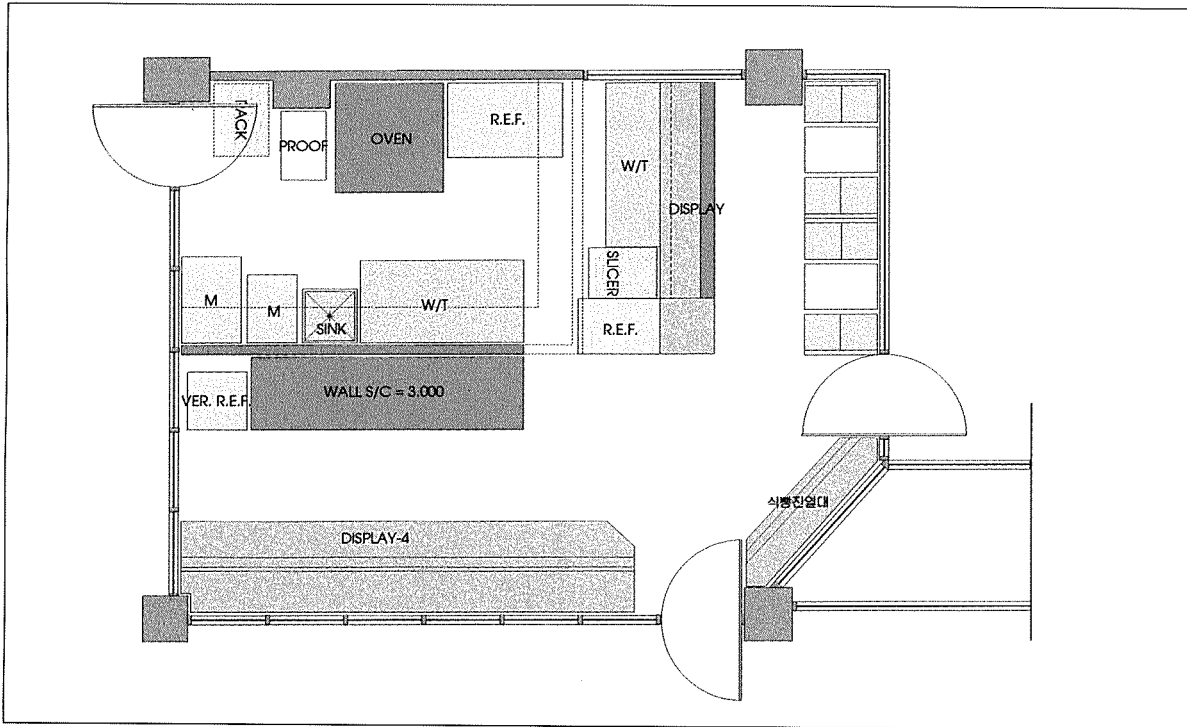 RACK
PROOF
OVEN
R.E.F.
W/T
DISPLAY
SLICER
R.E.F.
M
M
SINK
W/T
VER. R.E.F.
WALL S/C = 3.000
식빵진열대
DISPLAY-4